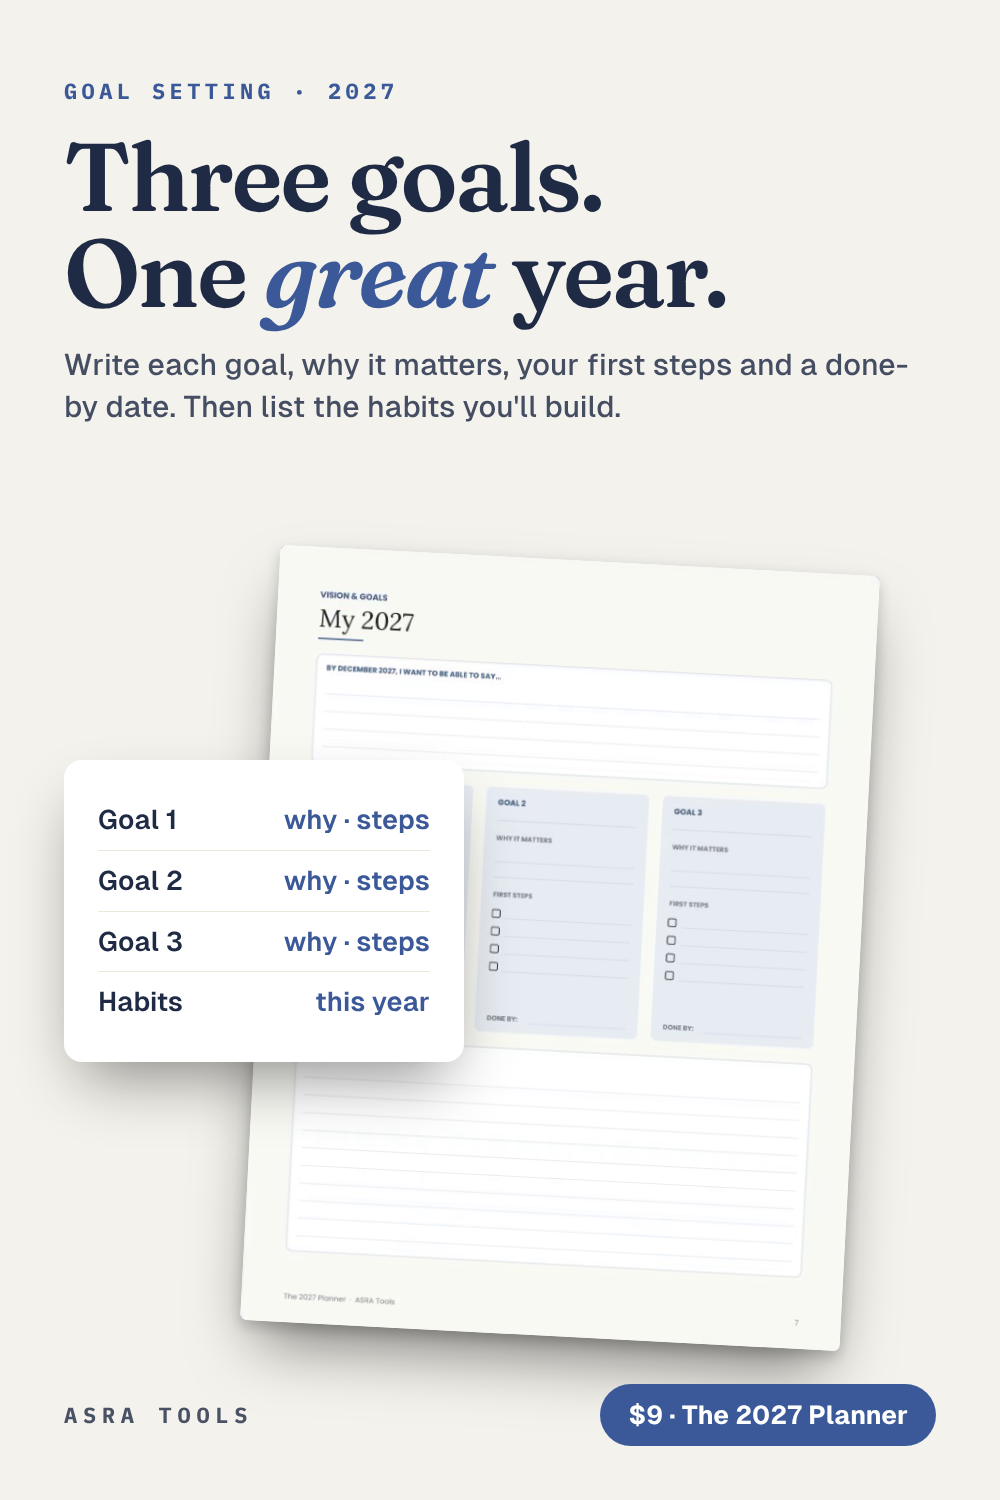 GOAL SETTING · 2027
Three goals.
One great year.
Write each goal, why it matters, your first steps and a done-
by date. Then list the habits you'll build.
VISION & GOALS
My 2027
BY DECEMBER 2027, I WANT TO BE ABLE TO SAY...
Goal 1 why · steps
Goal 2 why · steps
Goal 3 why · steps
Habits this year
GOAL 2
WHY IT MATTERS
FIRST STEPS
DONE BY:
GOAL 3
WHY IT MATTERS
FIRST STEPS
DONE BY:
The 2027 Planner · ASRA Tools
7
ASRA TOOLS
$9 · The 2027 Planner